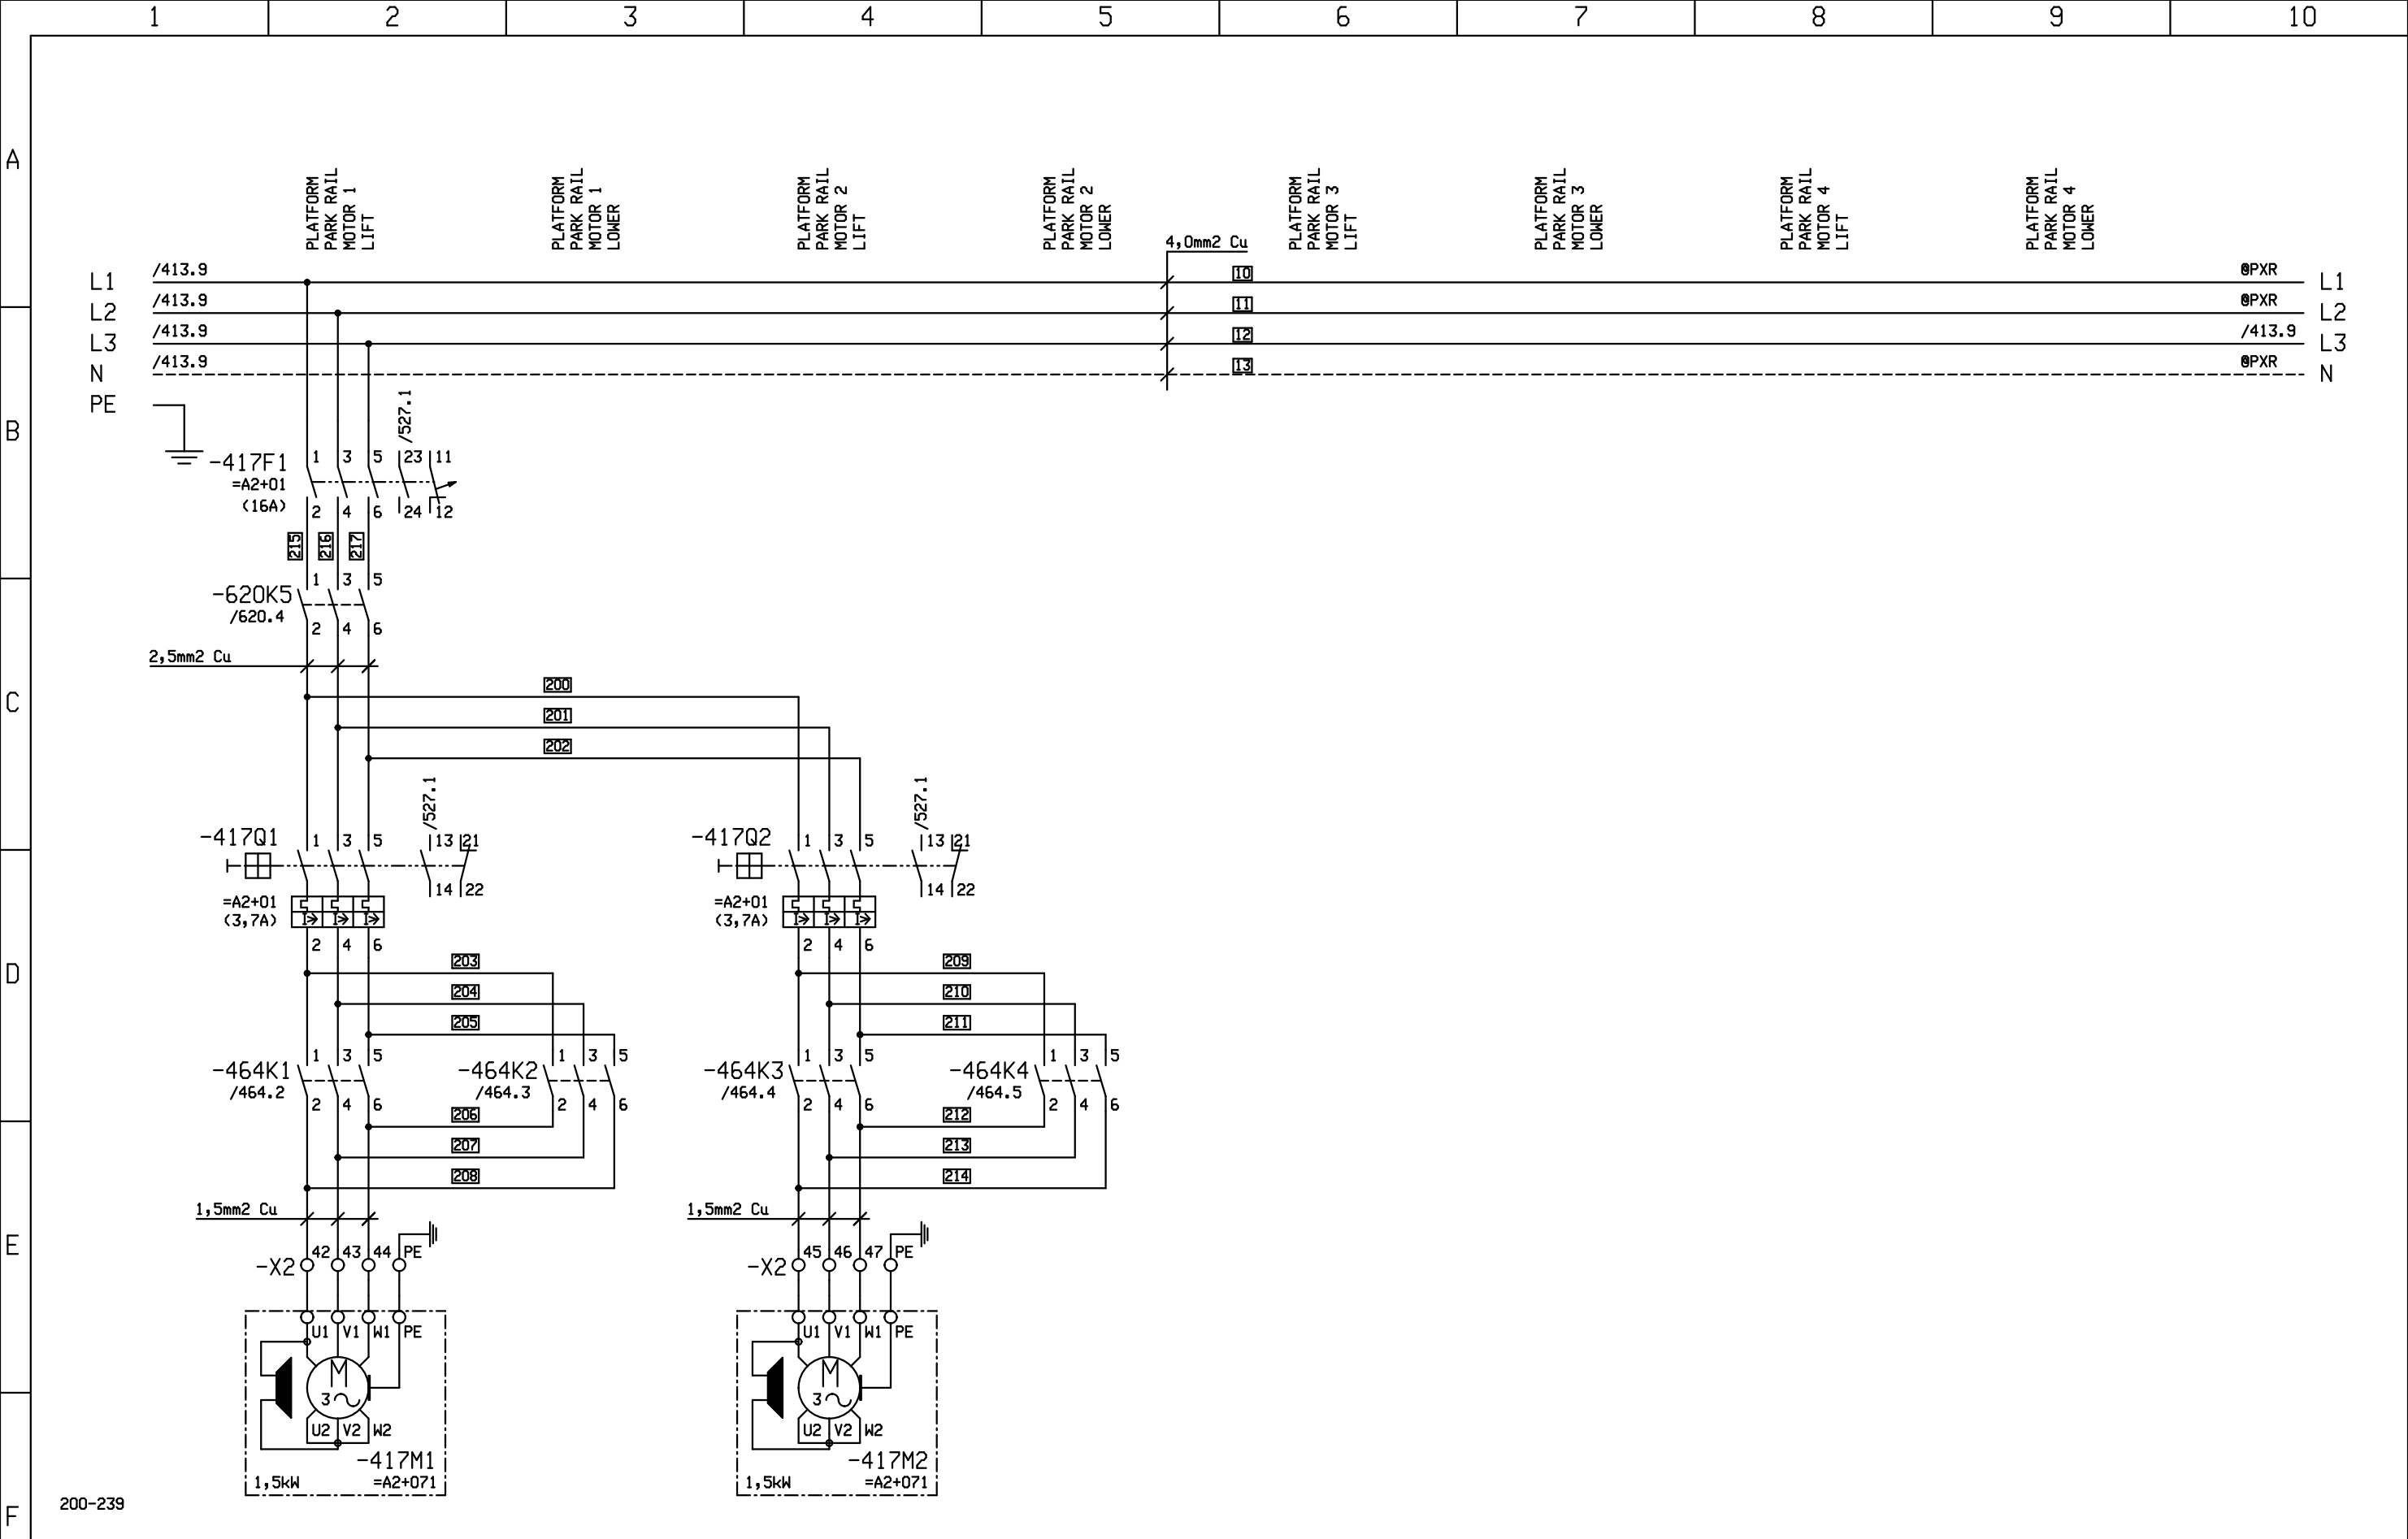 1 2 3 4 5 6 7 8 9 10
A
B
C
D
E
F
PLATFORM
PARK RAIL
MOTOR 1
LIFT
PLATFORM
PARK RAIL
MOTOR 1
LOWER
PLATFORM
PARK RAIL
MOTOR 2
LIFT
PLATFORM
PARK RAIL
MOTOR 2
LOWER
PLATFORM
PARK RAIL
MOTOR 3
LIFT
PLATFORM
PARK RAIL
MOTOR 3
LOWER
PLATFORM
PARK RAIL
MOTOR 4
LIFT
PLATFORM
PARK RAIL
MOTOR 4
LOWER
4,0mm2 Cu
L1 /413.9 10 @PXR L1
L2 /413.9 11 @PXR L2
L3 /413.9 12 /413.9 L3
N /413.9 13 @PXR N
PE
/527.1
-417F1 1 3 5 23 11
=A2+01
(16A) 2 4 6 24 12
215 216 217
-620K5 1 3 5
/620.4 2 4 6
2,5mm2 Cu
200
201
202
/527.1 /527.1
-417Q1 1 3 5 13 21
14 22
=A2+01
(3,7A)
I> I> I>
2 4 6
-417Q2 1 3 5 13 21
14 22
=A2+01
(3,7A)
I> I> I>
2 4 6
203 209
204 210
205 211
-464K1 1 3 5
/464.2 2 4 6
-464K2 1 3 5
/464.3 2 4 6
-464K3 1 3 5
/464.4 2 4 6
-464K4 1 3 5
/464.5 2 4 6
206 212
207 213
208 214
1,5mm2 Cu 1,5mm2 Cu
-X2 42 43 44 PE
-X2 45 46 47 PE
U1 V1 W1 PE
M
3
U2 V2 W2
-417M1
1,5kW =A2+071
U1 V1 W1 PE
M
3
U2 V2 W2
-417M2
1,5kW =A2+071
200-239